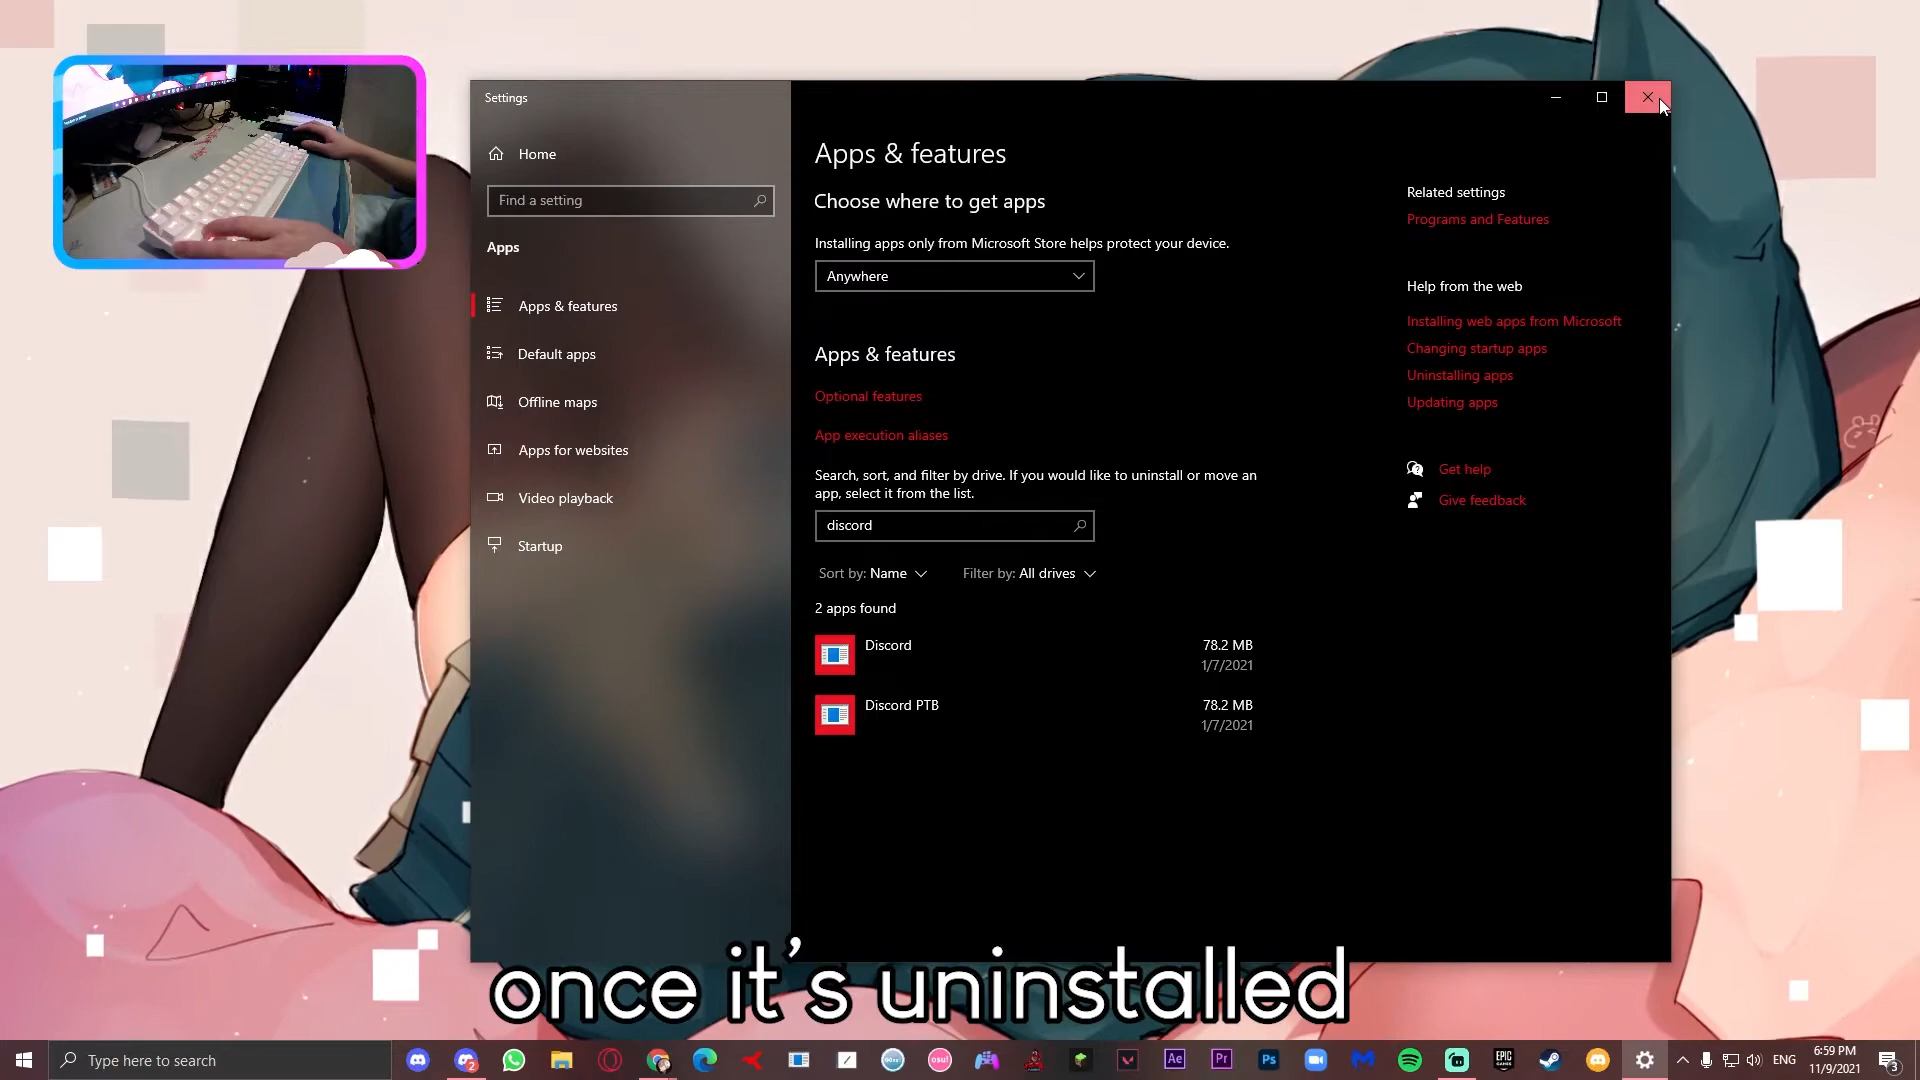 Settings
Home
Find a setting
Apps
Apps & features
Default apps
Offline maps
Apps for websites
Video playback
Startup
Apps & features
Choose where to get apps
Installing apps only from Microsoft Store helps protect your device.
Anywhere
Apps & features
Optional features
App execution aliases
Search, sort, and filter by drive. If you would like to uninstall or move an
app, select it from the list.
discord
Sort by: Name
Filter by: All drives
2 apps found
Discord
78.2 MB
1/7/2021
Discord PTB
78.2 MB
1/7/2021
Related settings
Programs and Features
Help from the web
Installing web apps from Microsoft
Changing startup apps
Uninstalling apps
Updating apps
Get help
Give feedback
once it's uninstalled
Type here to search
2
osu!
Ae
Pr
Ps
EPIC
GAMES
ENG
6:59 PM
11/9/2021
3